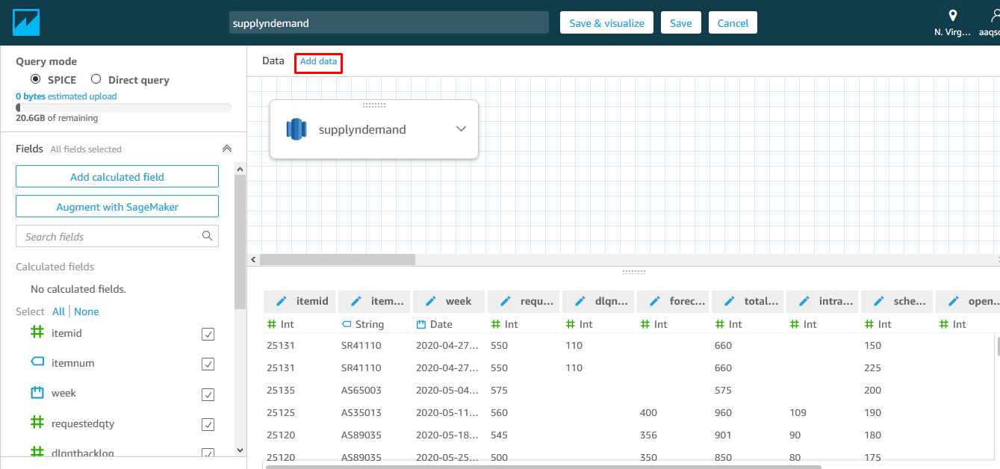 supplyndemand
Save & visualize
Save
Cancel
N. Virg...
Query mode
SPICE Direct query
0 bytes estimated upload
20.6GB of remaining
Fields All fields selected
Add calculated field
Augment with SageMaker
Search fields
Calculated fields
No calculated fields.
Select All None
itemid
itemnum
week
requestedqty
dlqntbacklog
Data Add data
supplyndemand
itemid item... week requ... dlqn... forec... total... intra... sche... open...
Int String Date Int Int Int Int Int Int Int
25131 SR41110 2020-04-27... 550 110 660 150
25131 SR41110 2020-04-27... 550 110 660 225
25135 AS65003 2020-05-04... 575 575 200
25125 AS35013 2020-05-11... 560 400 960 109 190
25120 AS89035 2020-05-18... 545 356 901 90 180
25120 AS89035 2020-05-25... 500 350 850 80 175